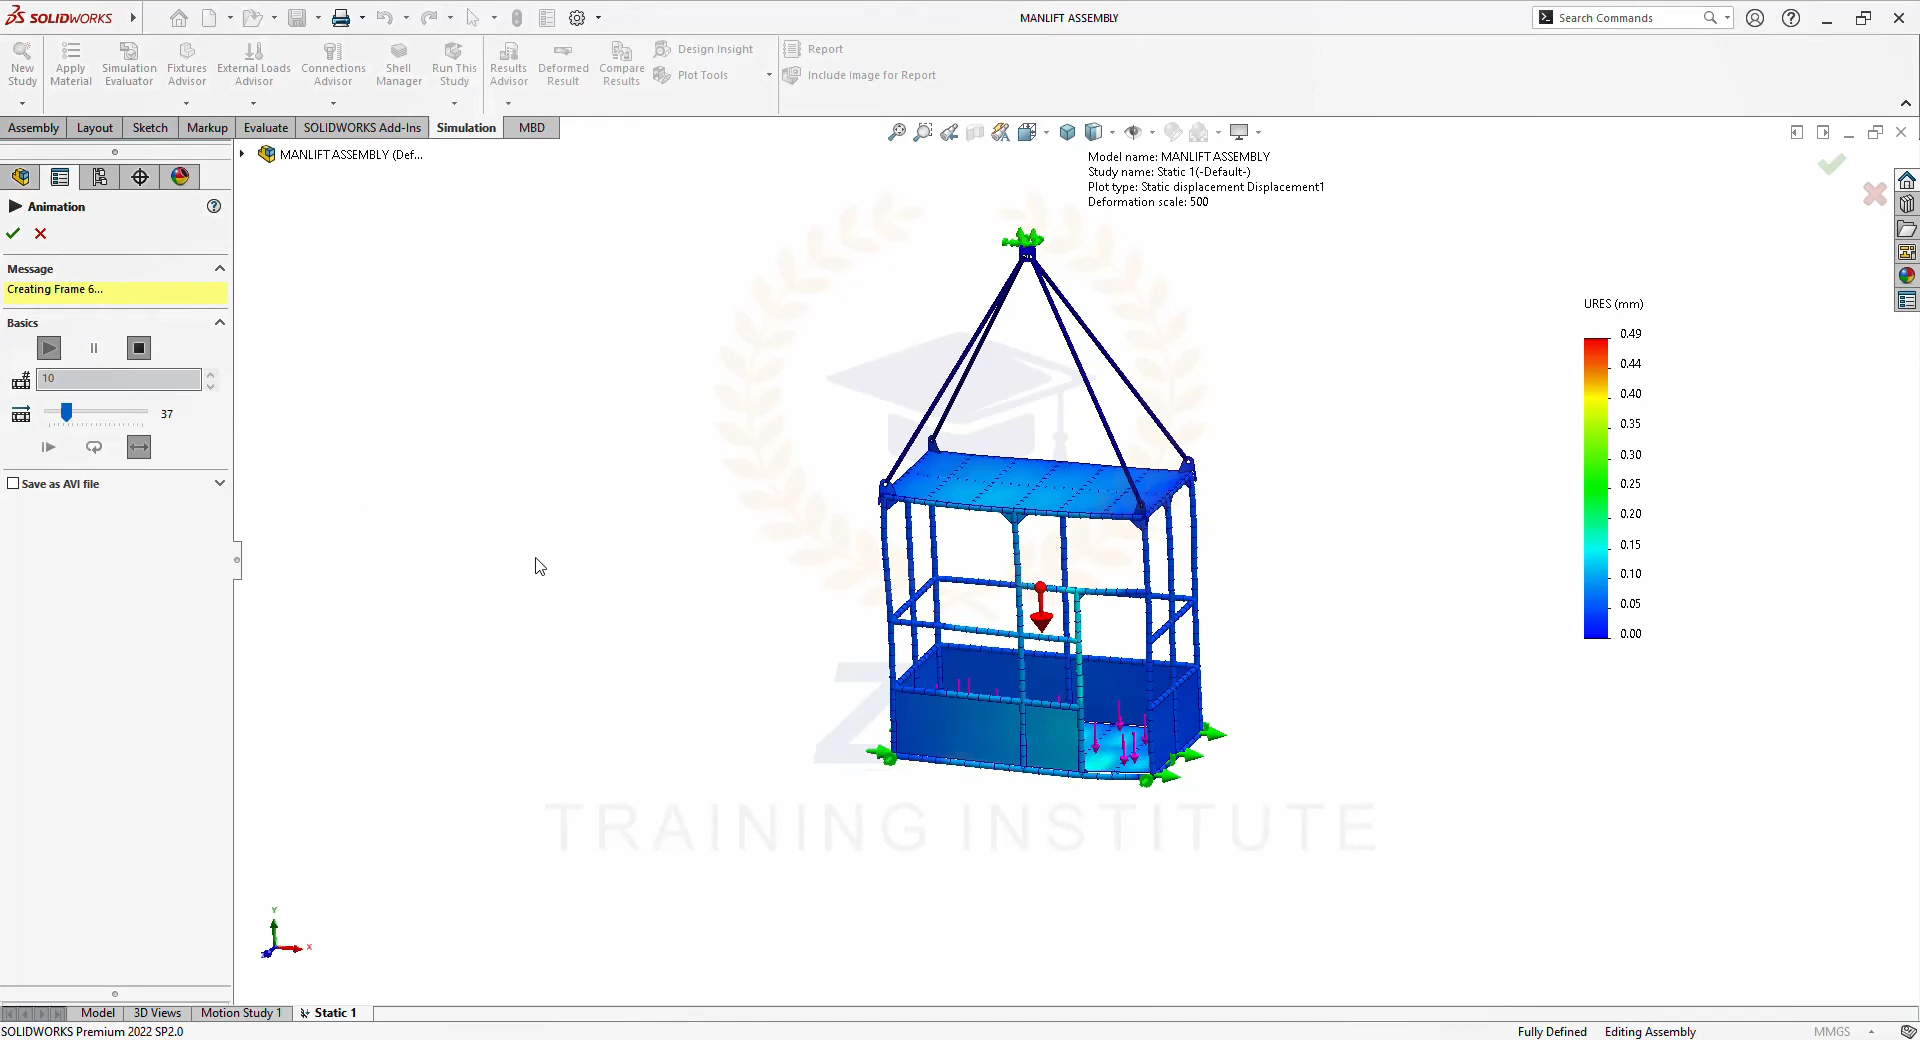 SOLIDWORKS
MANLIFT ASSEMBLY
Search Commands
New Study
Apply Material
Simulation Evaluator
Fixtures Advisor
External Loads Advisor
Connections Advisor
Shell Manager
Run This Study
Results Advisor
Deformed Result
Compare Results
Design Insight
Plot Tools
Report
Include Image for Report
Assembly Layout Sketch Markup Evaluate SOLIDWORKS Add-Ins Simulation MBD
MANLIFT ASSEMBLY (Def...
Model name: MANLIFT ASSEMBLY
Study name: Static 1(-Default-)
Plot type: Static displacement Displacement1
Deformation scale: 500
Animation
Message
Creating Frame 6...
Basics
10
37
Save as AVI file
URES (mm)
0.49
0.44
0.40
0.35
0.30
0.25
0.20
0.15
0.10
0.05
0.00
TRAINING INSTITUTE
Y
X
Model 3D Views Motion Study 1 Static 1
SOLIDWORKS Premium 2022 SP2.0
Fully Defined Editing Assembly MMGS